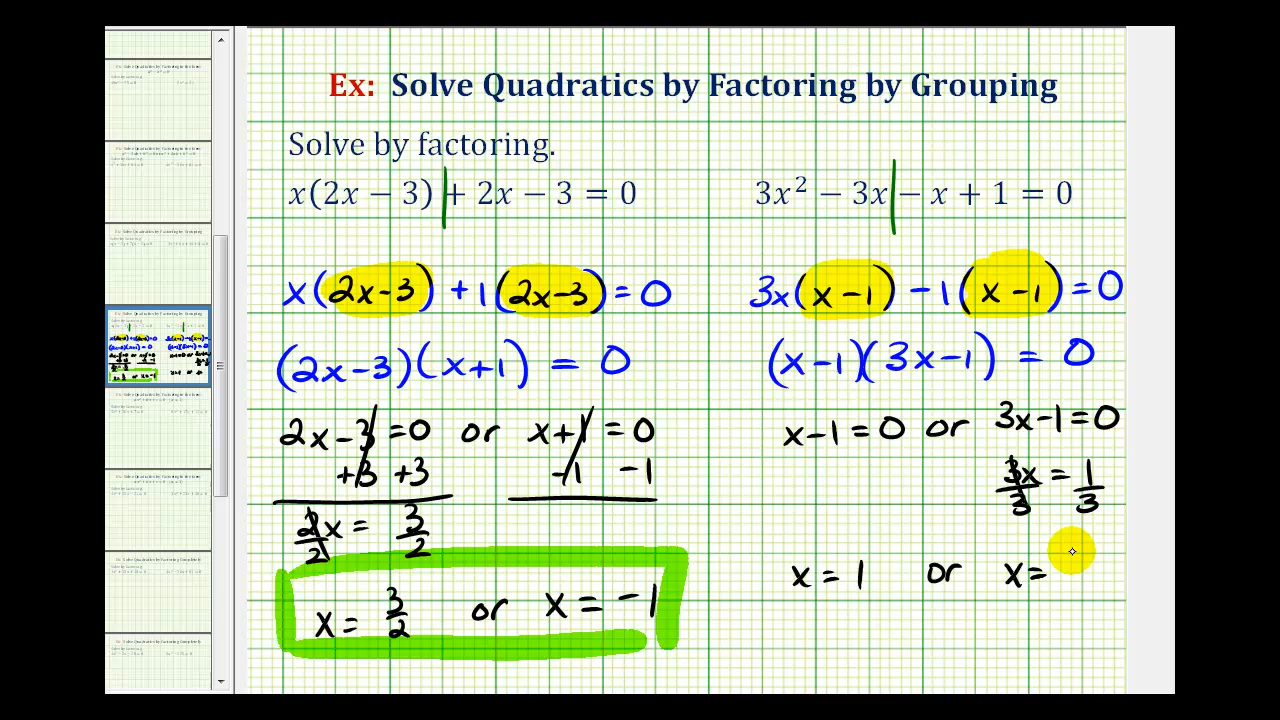 Ex: Solve Quadratics by Factoring by Grouping
Solve by factoring.
x(2x − 3) + 2x − 3 = 0
x(2x−3) +1(2x−3) = 0
(2x−3)(x+1) = 0
2x−3 = 0 or x+1 = 0
+3 +3 −1 −1
2x/2 = 3/2
x = 3/2 or x = −1
3x² − 3x − x + 1 = 0
3x(x−1) −1(x−1) = 0
(x−1)(3x−1) = 0
x−1 = 0 or 3x−1 = 0
3x/3 = 1/3
x = 1 or x =